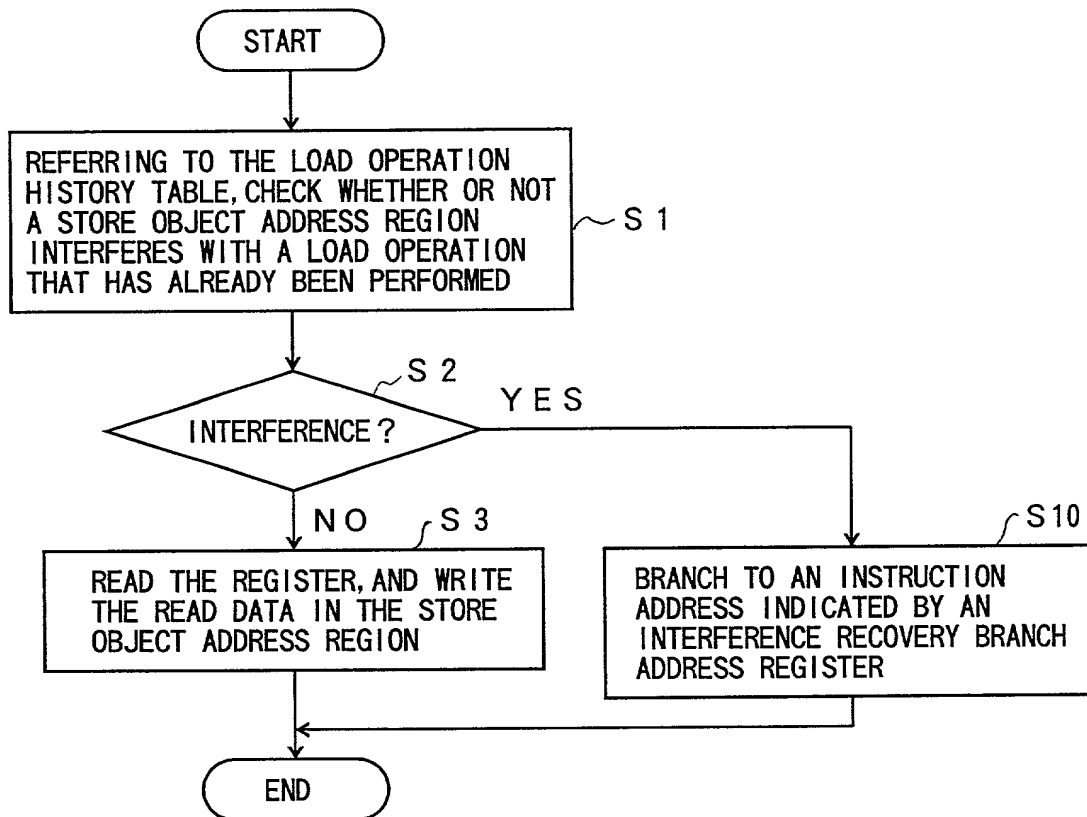 START
REFERRING TO THE LOAD OPERATION
HISTORY TABLE, CHECK WHETHER OR NOT
A STORE OBJECT ADDRESS REGION
INTERFERES WITH A LOAD OPERATION
THAT HAS ALREADY BEEN PERFORMED
S 1
S 2
INTERFERENCE?
YES
NO
S 3
READ THE REGISTER, AND WRITE
THE READ DATA IN THE STORE
OBJECT ADDRESS REGION
S10
BRANCH TO AN INSTRUCTION
ADDRESS INDICATED BY AN
INTERFERENCE RECOVERY BRANCH
ADDRESS REGISTER
END